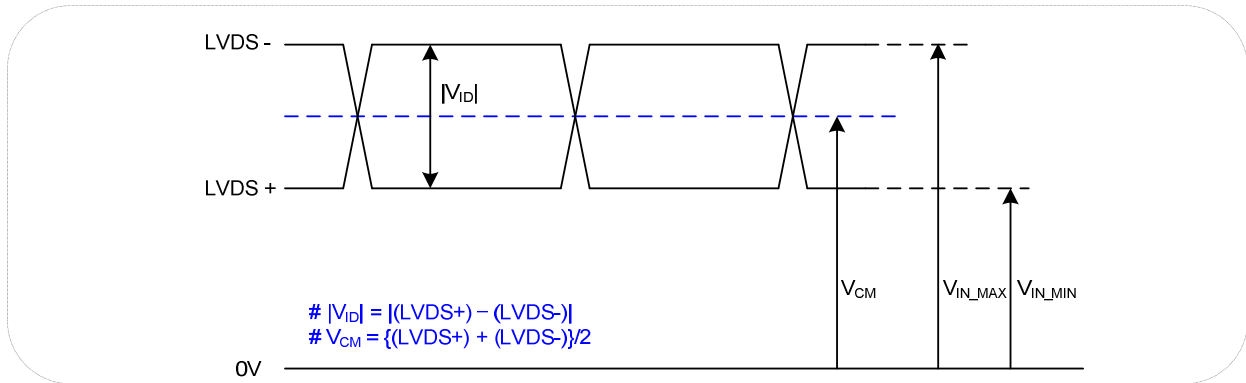 LVDS -
|VID|
LVDS +
VCM
VIN_MAX
VIN_MIN
# |VID| = |(LVDS+) – (LVDS-)|
# VCM = {(LVDS+) + (LVDS-)}/2
0V